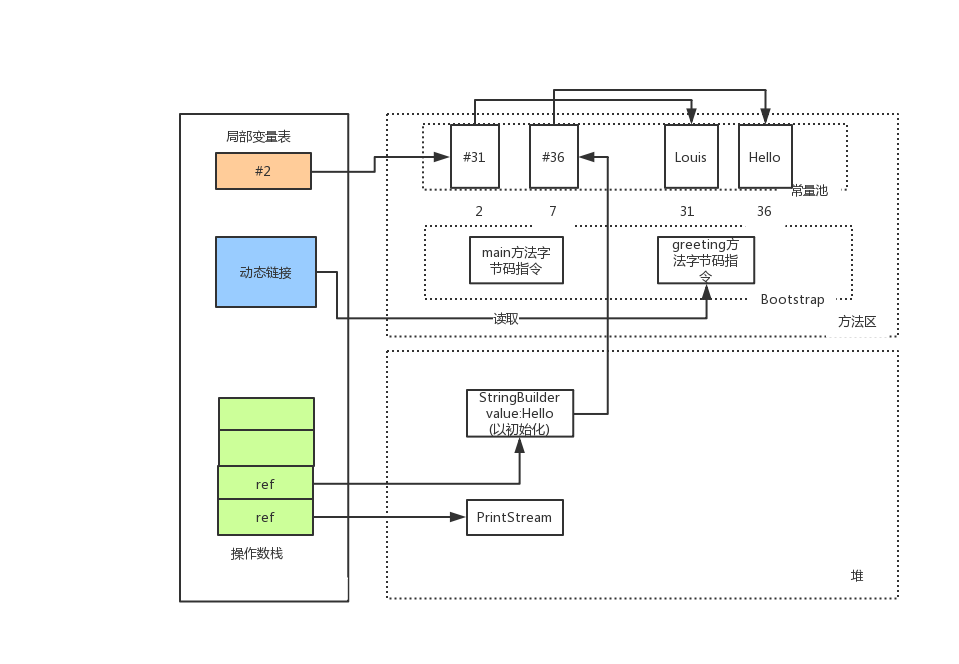 局部变量表
#2
动态链接
ref
ref
操作数栈
#31
#36
Louis
Hello
常量池
2
7
31
36
main方法字
节码指令
greeting方
法字节码指
令
Bootstrap
方法区
读取
StringBuilder
value:Hello
(以初始化)
PrintStream
堆